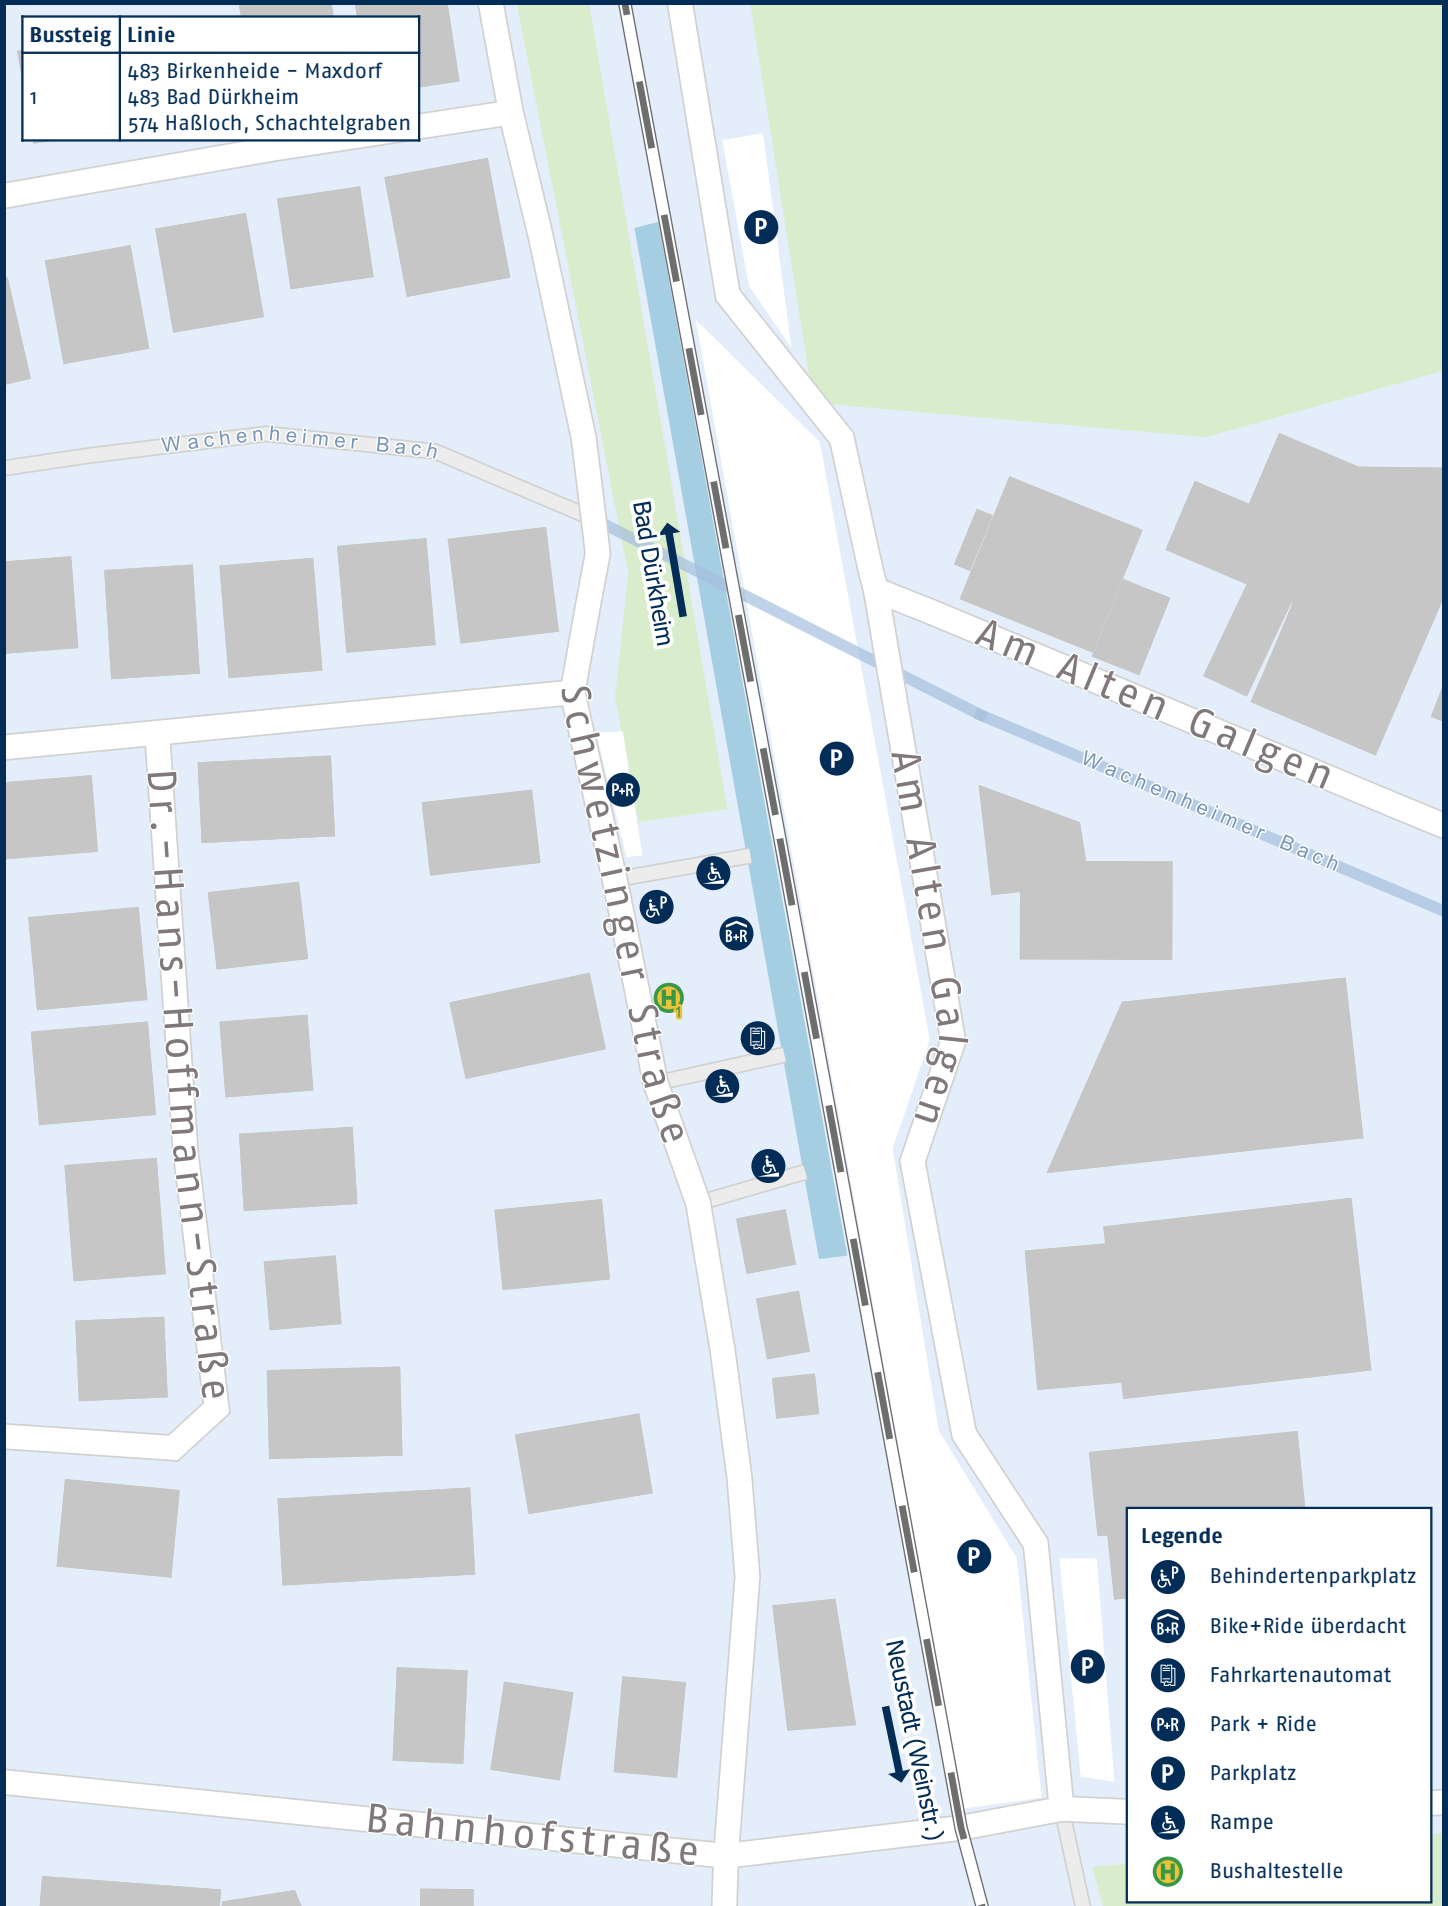 Bussteig Linie
1
483 Birkenheide - Maxdorf
483 Bad Dürkheim
574 Haßloch, Schachtelgraben
P
Wachenheimer Bach
Bad Dürkheim
Am Alten Galgen
Schwetzinger Straße
P
Wachenheimer Bach
Am Alten Galgen
Dr.-Hans-Hoffmann-Straße
P+R
P
B+R
H
1
P
P
Neustadt (Weinstr.)
Bahnhofstraße
Legende
P Behindertenparkplatz
B+R Bike+Ride überdacht
Fahrkartenautomat
P+R Park + Ride
P Parkplatz
Rampe
H Bushaltestelle